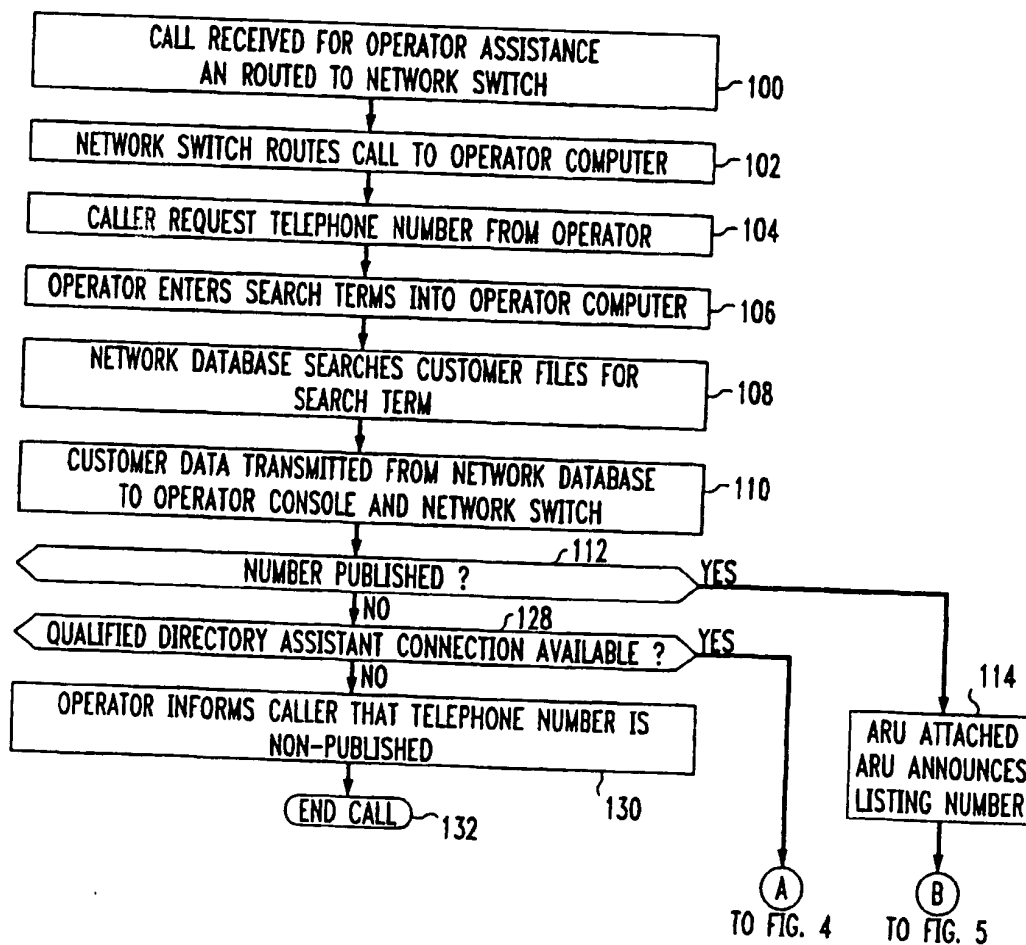 CALL RECEIVED FOR OPERATOR ASSISTANCE
AN ROUTED TO NETWORK SWITCH
100
NETWORK SWITCH ROUTES CALL TO OPERATOR COMPUTER
102
CALLER REQUEST TELEPHONE NUMBER FROM OPERATOR
104
OPERATOR ENTERS SEARCH TERMS INTO OPERATOR COMPUTER
106
NETWORK DATABASE SEARCHES CUSTOMER FILES FOR
SEARCH TERM
108
CUSTOMER DATA TRANSMITTED FROM NETWORK DATABASE
TO OPERATOR CONSOLE AND NETWORK SWITCH
110
112
NUMBER PUBLISHED ?
YES
NO
128
QUALIFIED DIRECTORY ASSISTANT CONNECTION AVAILABLE ?
YES
NO
OPERATOR INFORMS CALLER THAT TELEPHONE NUMBER IS
NON-PUBLISHED
130
END CALL
132
114
ARU ATTACHED
ARU ANNOUNCES
LISTING NUMBER
A
TO FIG. 4
B
TO FIG. 5